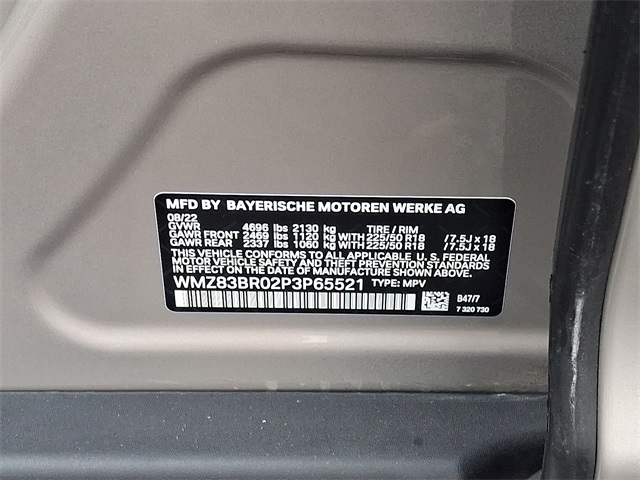 MFD BY BAYERISCHE MOTOREN WERKE AG
08/22
GVWR 4696 lbs 2130 kg TIRE / RIM
GAWR FRONT 2469 lbs 1120 kg WITH 225/50 R18 /7.5J x 18
GAWR REAR 2337 lbs 1060 kg WITH 225/50 R18 /7.5J x 18
THIS VEHICLE CONFORMS TO ALL APPLICABLE U.S. FEDERAL
MOTOR VEHICLE SAFETY AND THEFT PREVENTION STANDARDS
IN EFFECT ON THE DATE OF MANUFACTURE SHOWN ABOVE.
WMZ83BR02P3P65521 TYPE: MPV
B47/7
7 320 730